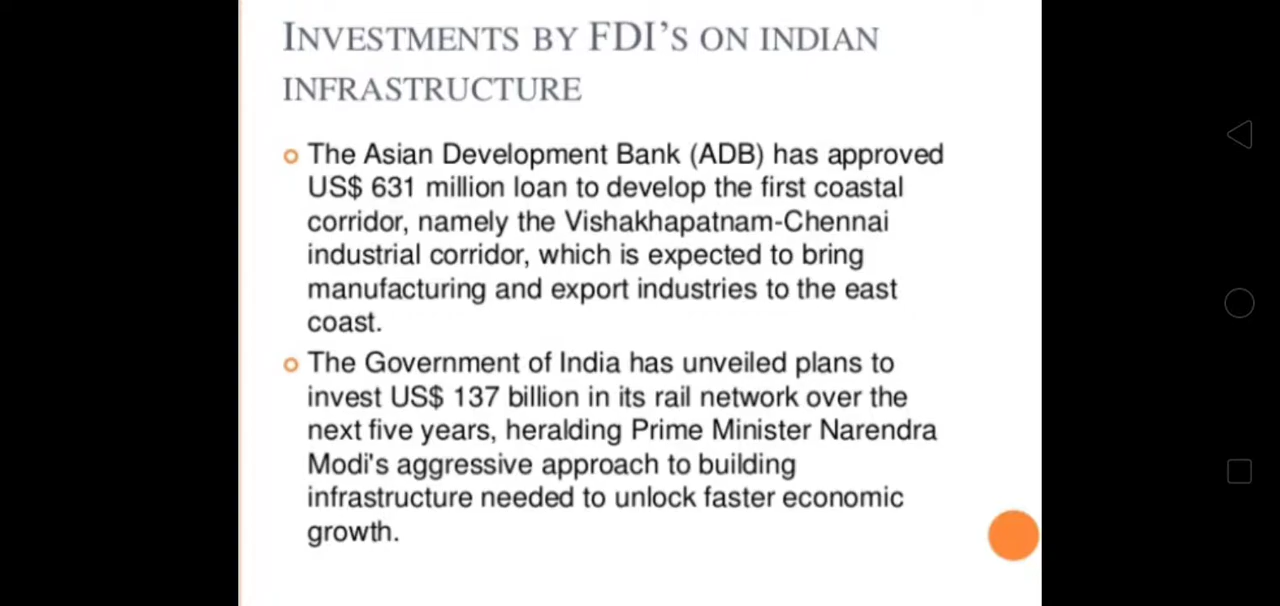 INVESTMENTS BY FDI'S ON INDIAN
INFRASTRUCTURE
The Asian Development Bank (ADB) has approved
US$ 631 million loan to develop the first coastal
corridor, namely the Vishakhapatnam-Chennai
industrial corridor, which is expected to bring
manufacturing and export industries to the east
coast.
The Government of India has unveiled plans to
invest US$ 137 billion in its rail network over the
next five years, heralding Prime Minister Narendra
Modi's aggressive approach to building
infrastructure needed to unlock faster economic
growth.